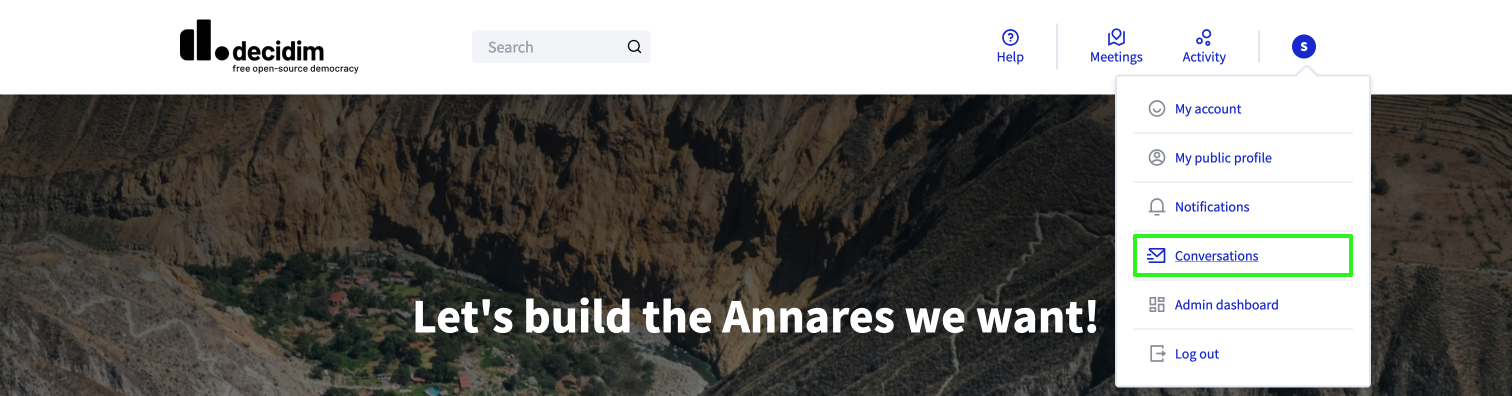 decidim
free open-source democracy
Search
Help
Meetings
Activity
S
My account
My public profile
Notifications
Conversations
Admin dashboard
Log out
Let's build the Annares we want!